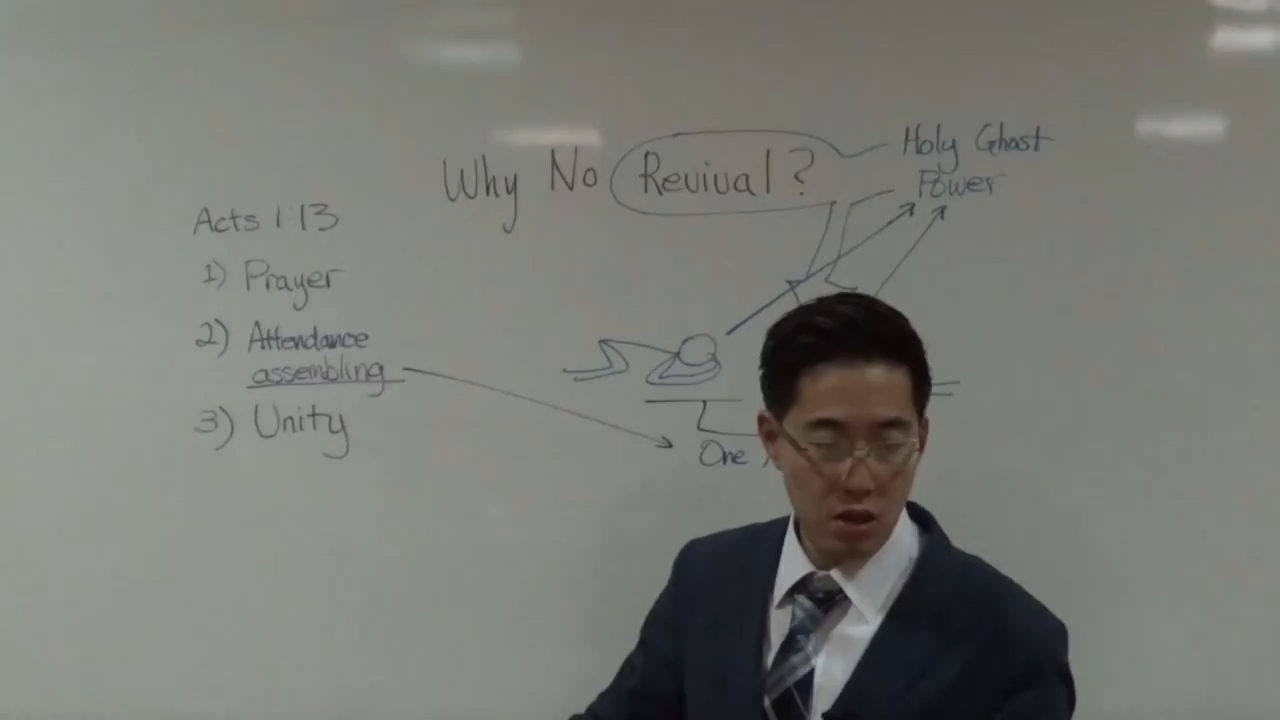 Why No Revival?
Holy Ghost
Power
Acts 1:13
1) Prayer
2) Attendance
assembling
3) Unity
One